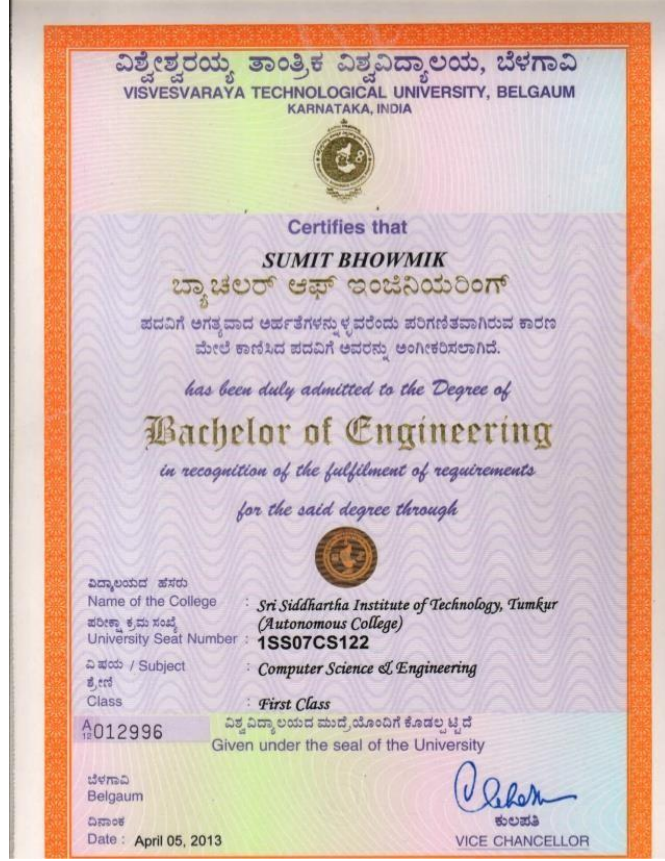 ವಿಶ್ವೇಶ್ವರಯ್ಯ ತಾಂತ್ರಿಕ ವಿಶ್ವವಿದ್ಯಾಲಯ, ಬೆಳಗಾವಿ
VISVESVARAYA TECHNOLOGICAL UNIVERSITY, BELGAUM
KARNATAKA, INDIA
Certifies that
SUMIT BHOWMIK
ಬ್ಯಾಚಲರ್ ಆಫ್ ಇಂಜಿನಿಯರಿಂಗ್
ಪದವಿಗೆ ಅಗತ್ಯವಾದ ಅರ್ಹತೆಗಳನ್ನುಳ್ಳವರೆಂದು ಪರಿಗಣಿತವಾಗಿರುವ ಕಾರಣ
ಮೇಲೆ ಕಾಣಿಸಿದ ಪದವಿಗೆ ಅವರನ್ನು ಅಂಗೀಕರಿಸಲಾಗಿದೆ.
has been duly admitted to the Degree of
Bachelor of Engineering
in recognition of the fulfilment of requirements
for the said degree through
ವಿದ್ಯಾಲಯದ ಹೆಸರು
Name of the College : Sri Siddhartha Institute of Technology, Tumkur
ಪರೀಕ್ಷಾ ಕ್ರಮ ಸಂಖ್ಯೆ (Autonomous College)
University Seat Number : 1SS07CS122
ವಿಷಯ / Subject : Computer Science & Engineering
ಶ್ರೇಣಿ
Class : First Class
A12 012996 ವಿಶ್ವವಿದ್ಯಾಲಯದ ಮುದ್ರೆಯೊಂದಿಗೆ ಕೊಡಲ್ಪಟ್ಟಿದೆ
Given under the seal of the University
ಬೆಳಗಾವಿ
Belgaum
ದಿನಾಂಕ ಕುಲಪತಿ
Date : April 05, 2013 VICE CHANCELLOR